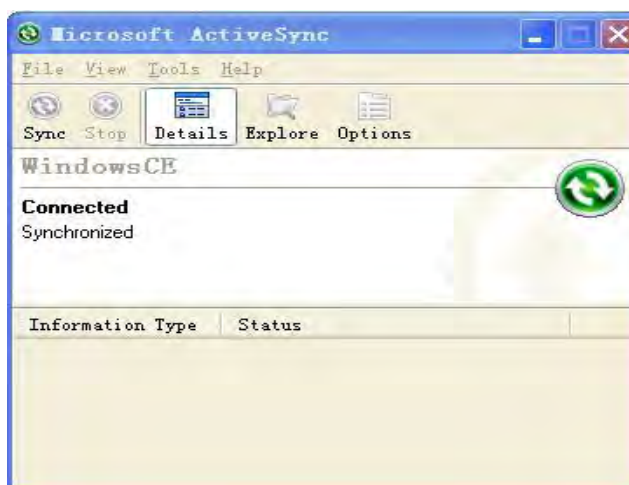 Microsoft ActiveSync
File View Tools Help
Sync Stop Details Explore Options
WindowsCE
Connected
Synchronized
Information Type Status